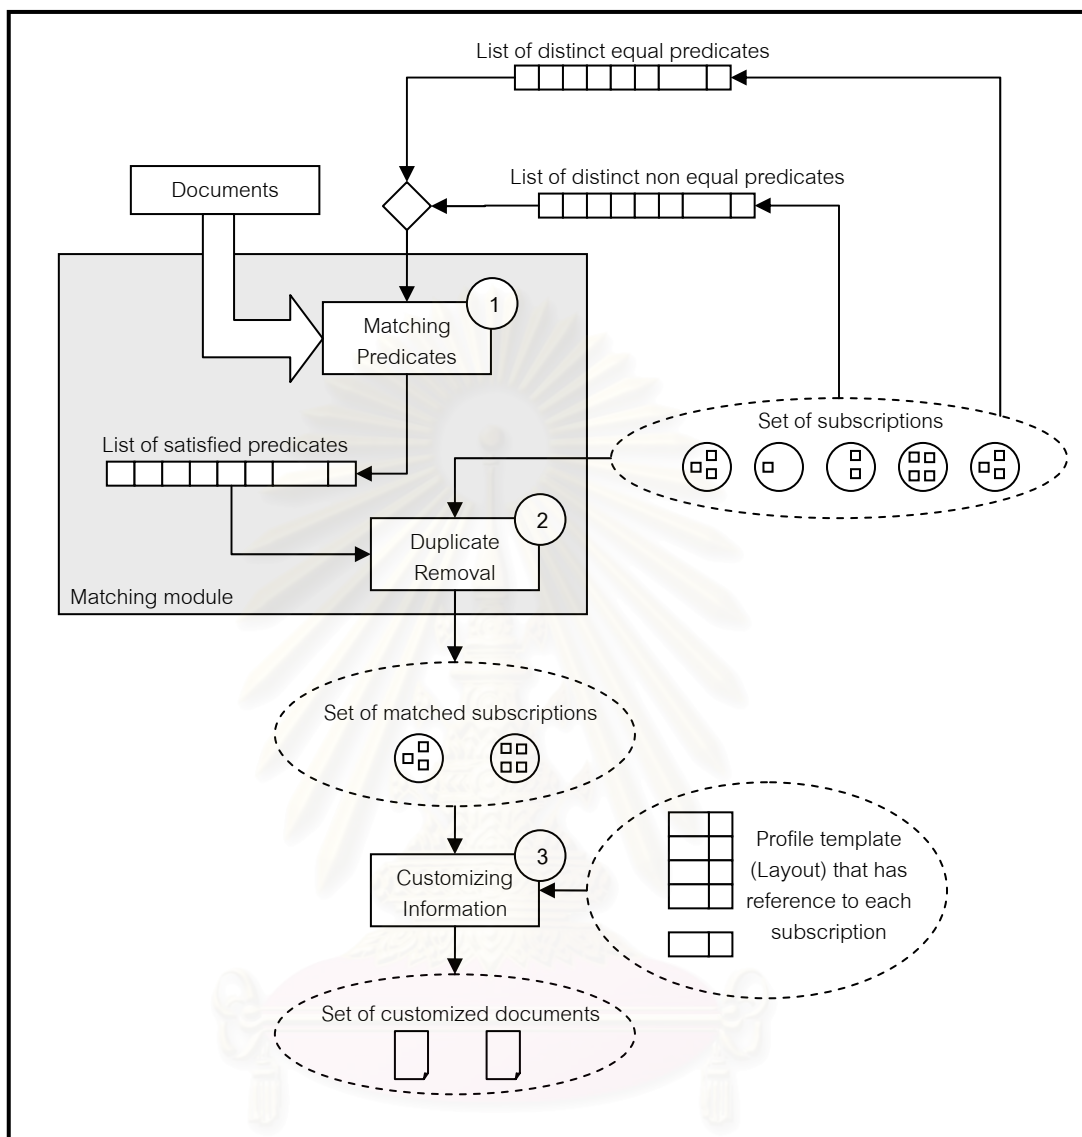 List of distinct equal predicates
List of distinct non equal predicates
Documents
1
Matching
Predicates
Set of subscriptions
List of satisfied predicates
2
Duplicate
Removal
Matching module
Set of matched subscriptions
3
Customizing
Information
Profile template
(Layout) that has
reference to each
subscription
Set of customized documents